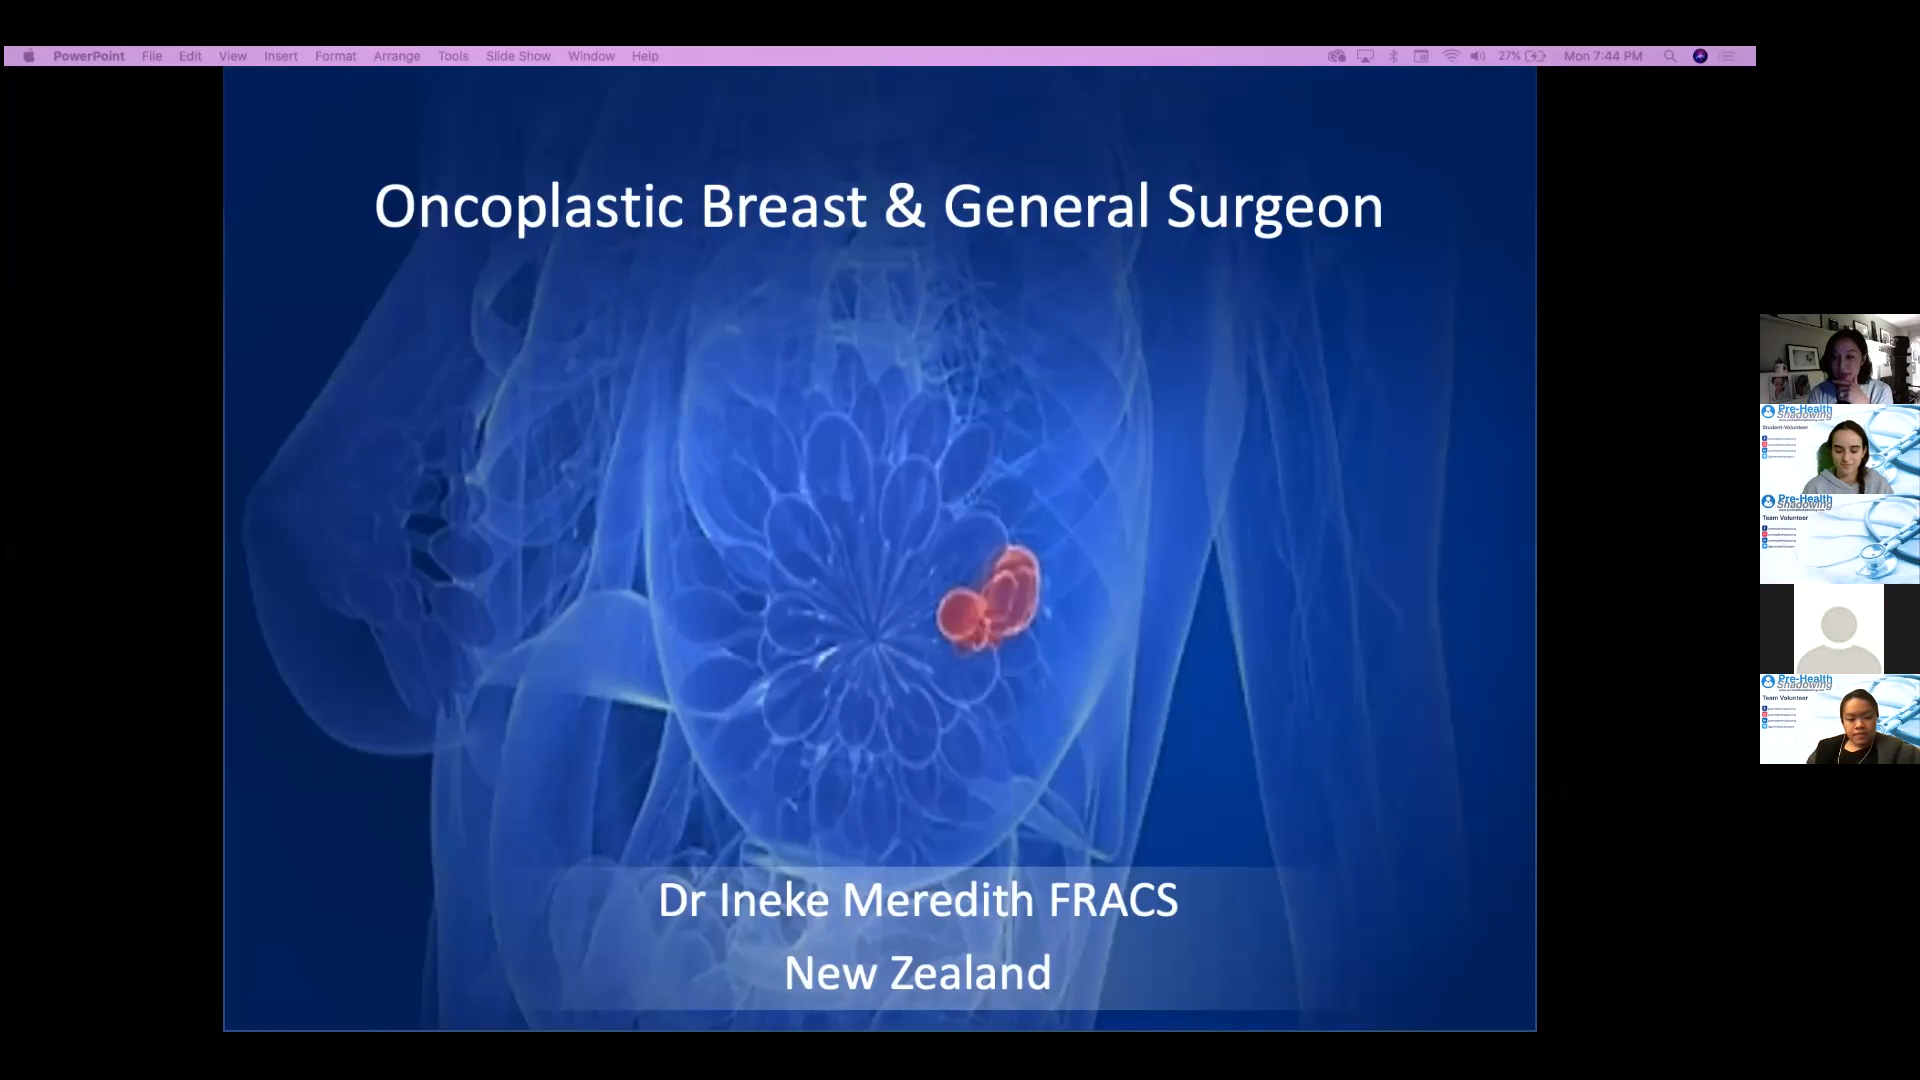 PowerPoint File Edit View Insert Format Arrange Tools Slide Show Window Help 27% Mon 7:44 PM
Oncoplastic Breast & General Surgeon
Dr Ineke Meredith FRACS
New Zealand
Pre-Health
Shadowing
Student-Volunteer
Pre-Health
Shadowing
Team Volunteer
Pre-Health
Shadowing
Team Volunteer